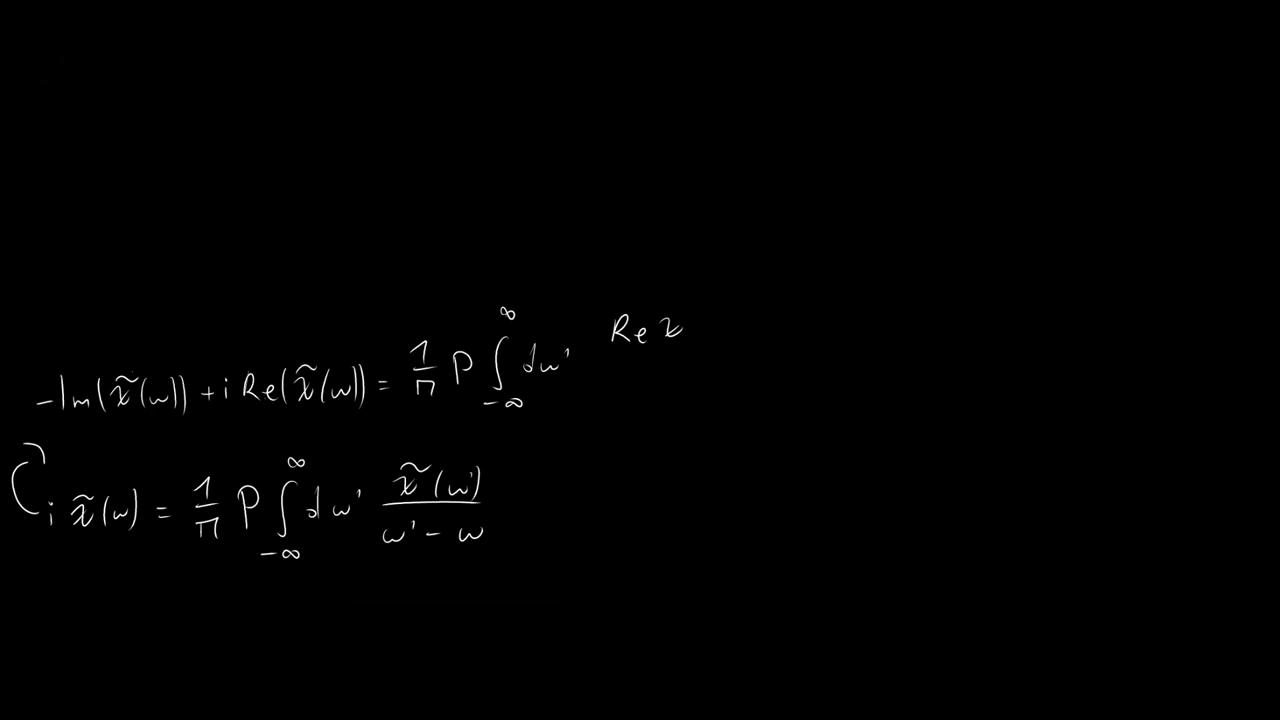 -Im(χ̃(ω)) + i Re(χ̃(ω)) = 1/π P ∫_{-∞}^{∞} dω' Re χ
i χ̃(ω) = 1/π P ∫_{-∞}^{∞} dω' χ̃(ω')/(ω' - ω)